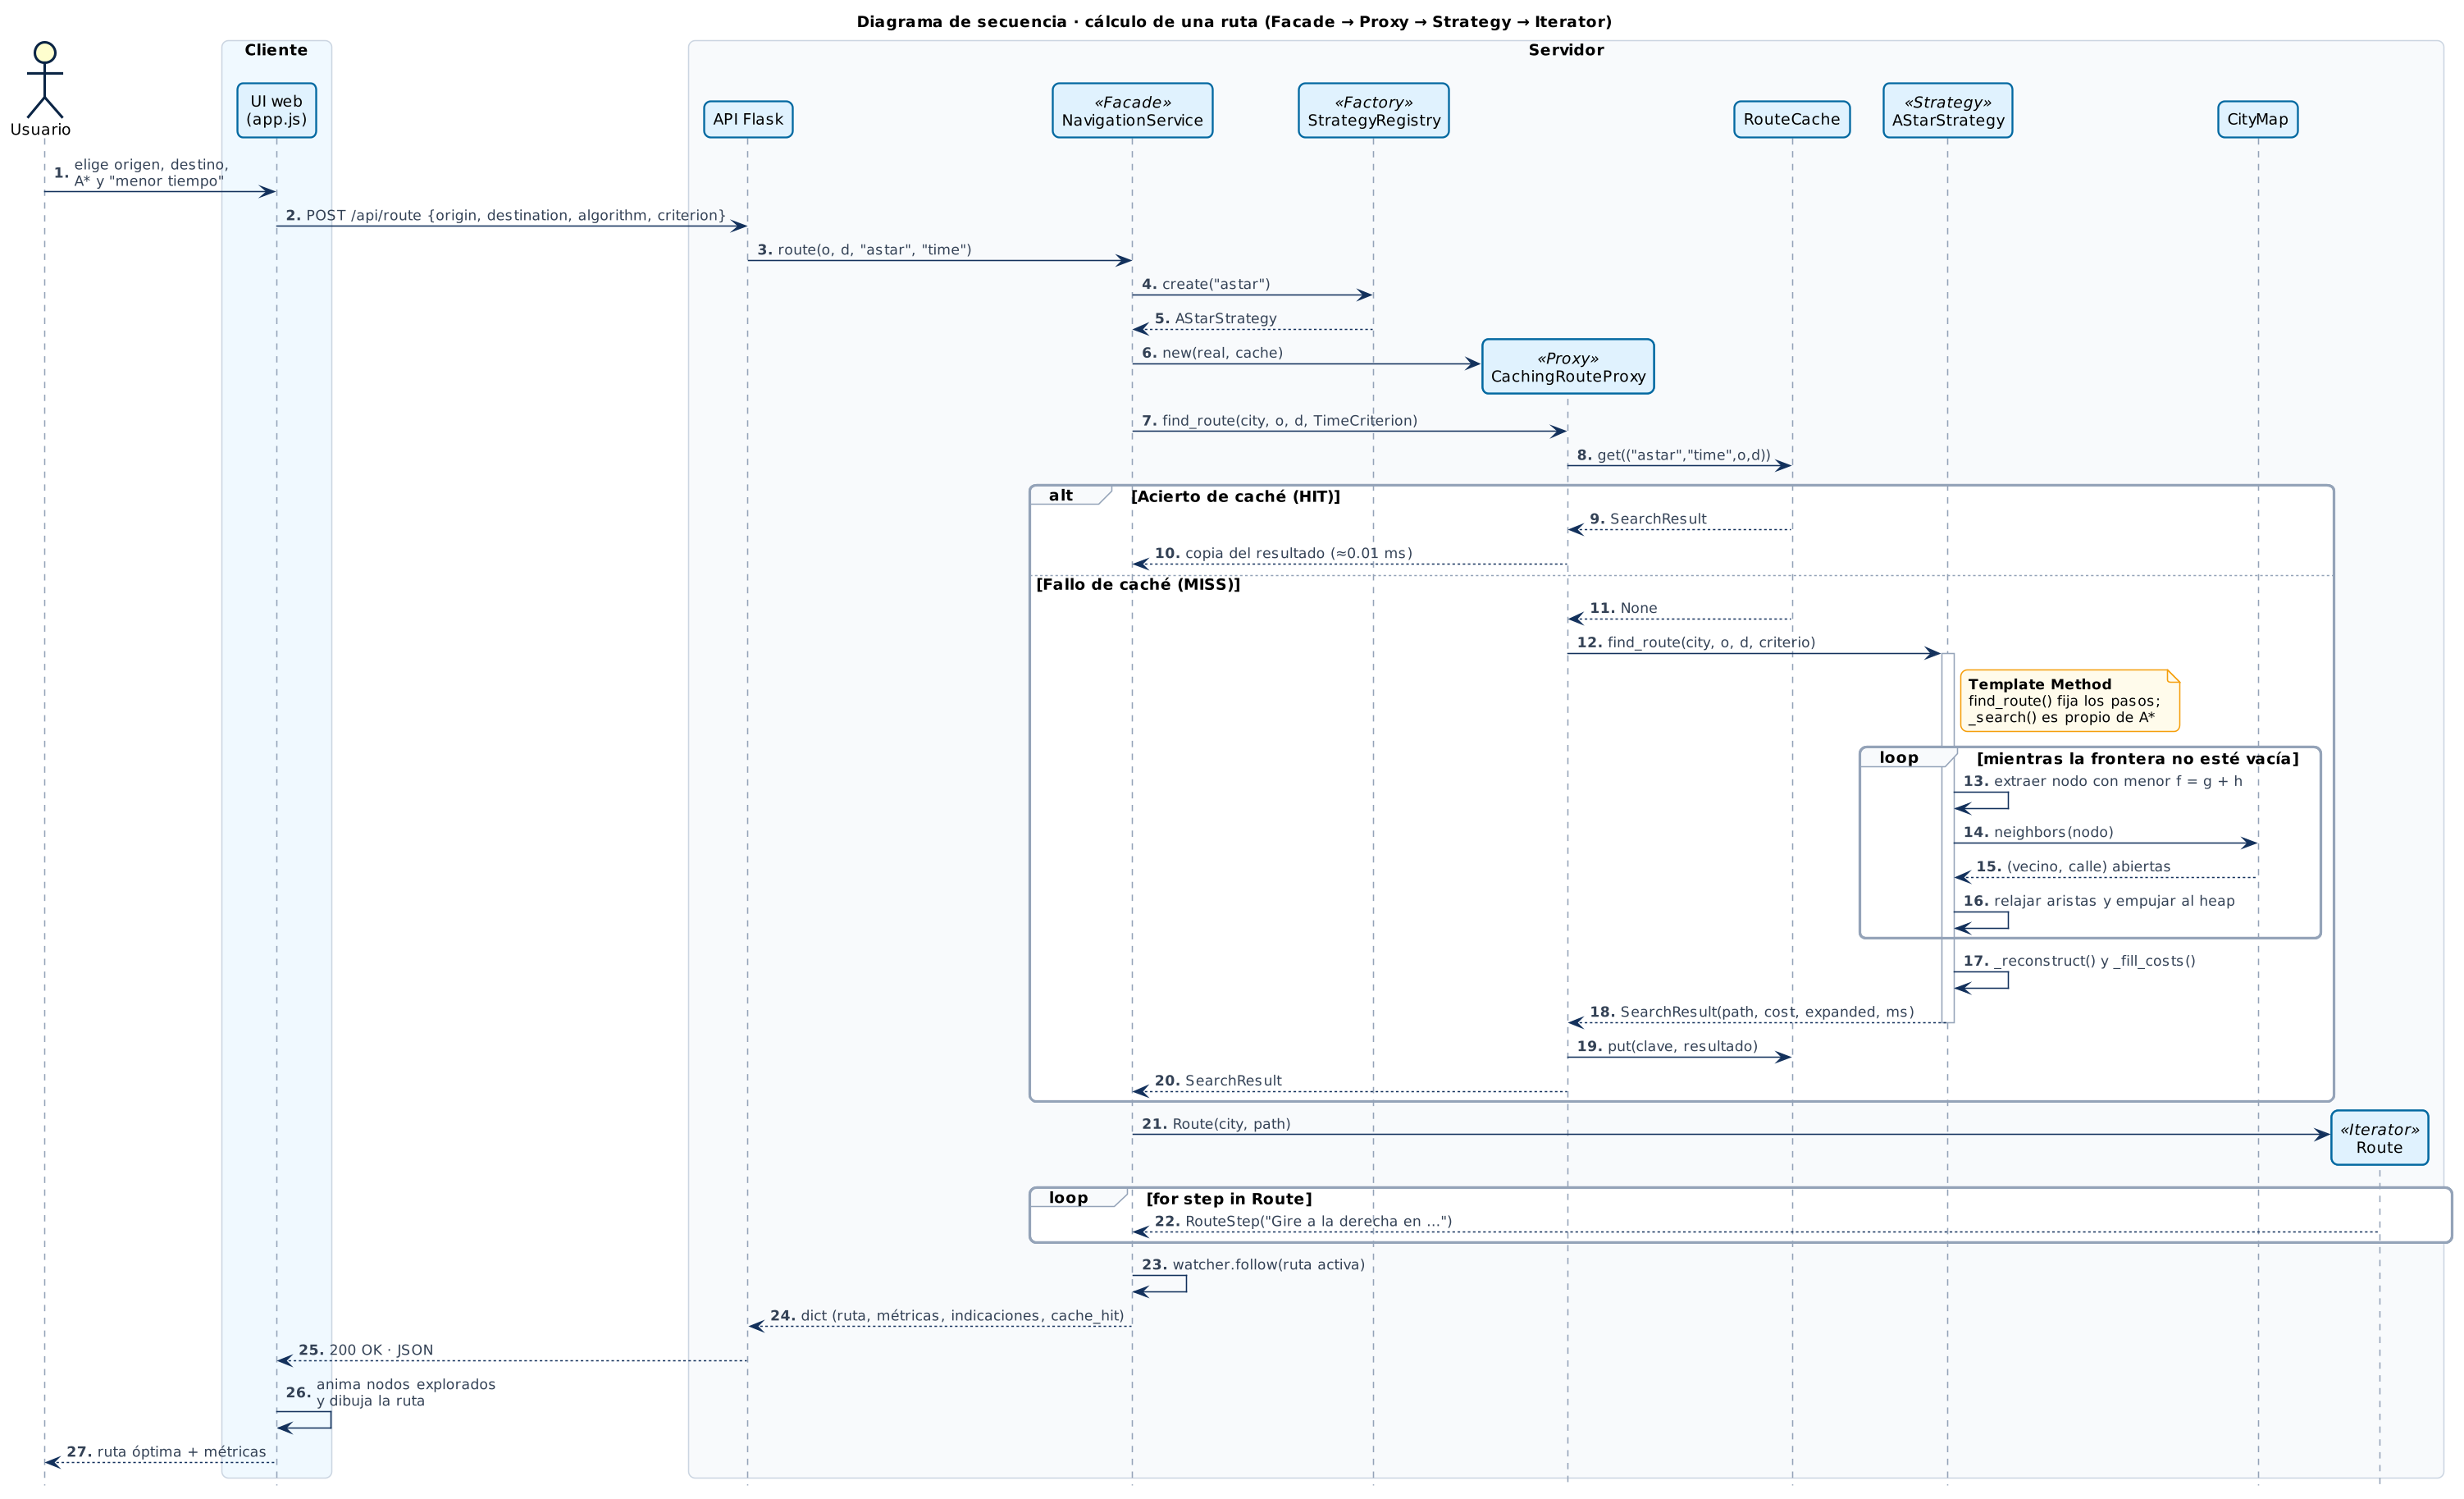 Diagrama de secuencia · cálculo de una ruta (Facade → Proxy → Strategy → Iterator)
Cliente
Servidor
Usuario
UI web
(app.js)
API Flask
«Facade»
NavigationService
«Factory»
StrategyRegistry
RouteCache
«Strategy»
AStarStrategy
CityMap
1. elige origen, destino,
A* y "menor tiempo"
2. POST /api/route {origin, destination, algorithm, criterion}
3. route(o, d, "astar", "time")
4. create("astar")
5. AStarStrategy
6. new(real, cache)
«Proxy»
CachingRouteProxy
7. find_route(city, o, d, TimeCriterion)
8. get(("astar","time",o,d))
alt [Acierto de caché (HIT)]
9. SearchResult
10. copia del resultado (≈0.01 ms)
[Fallo de caché (MISS)]
11. None
12. find_route(city, o, d, criterio)
Template Method
find_route() fija los pasos;
_search() es propio de A*
loop [mientras la frontera no esté vacía]
13. extraer nodo con menor f = g + h
14. neighbors(nodo)
15. (vecino, calle) abiertas
16. relajar aristas y empujar al heap
17. _reconstruct() y _fill_costs()
18. SearchResult(path, cost, expanded, ms)
19. put(clave, resultado)
20. SearchResult
21. Route(city, path)
«Iterator»
Route
loop [for step in Route]
22. RouteStep("Gire a la derecha en ...")
23. watcher.follow(ruta activa)
24. dict (ruta, métricas, indicaciones, cache_hit)
25. 200 OK · JSON
26. anima nodos explorados
y dibuja la ruta
27. ruta óptima + métricas